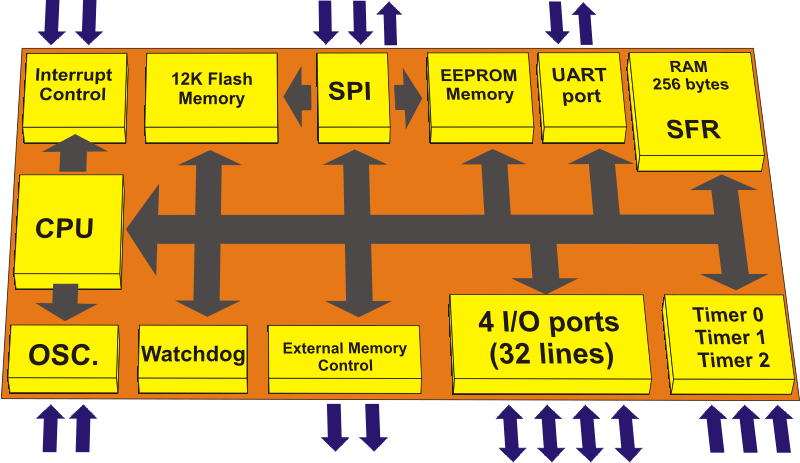 Interrupt
Control
12K Flash
Memory
SPI
EEPROM
Memory
UART
port
RAM
256 bytes
SFR
CPU
OSC.
Watchdog
External Memory
Control
4 I/O ports
(32 lines)
Timer 0
Timer 1
Timer 2